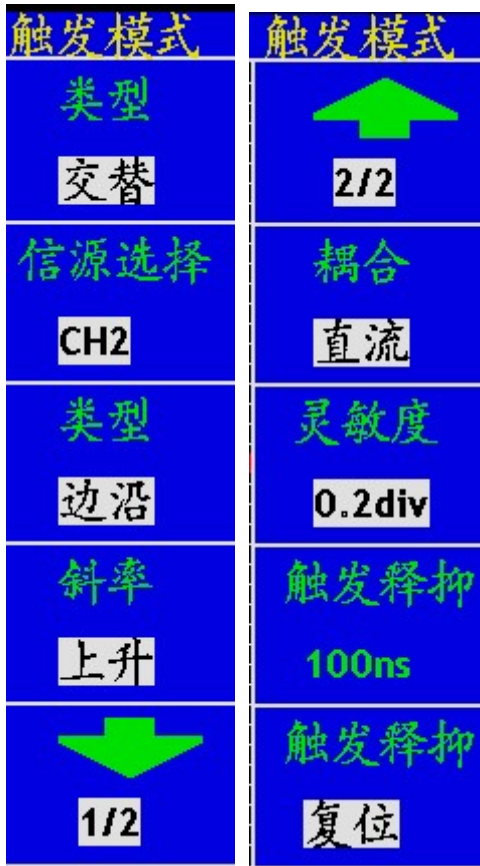 触发模式
类型
交替
信源选择
CH2
类型
边沿
斜率
上升
1/2
触发模式
2/2
耦合
直流
灵敏度
0.2div
触发释抑
100ns
触发释抑
复位